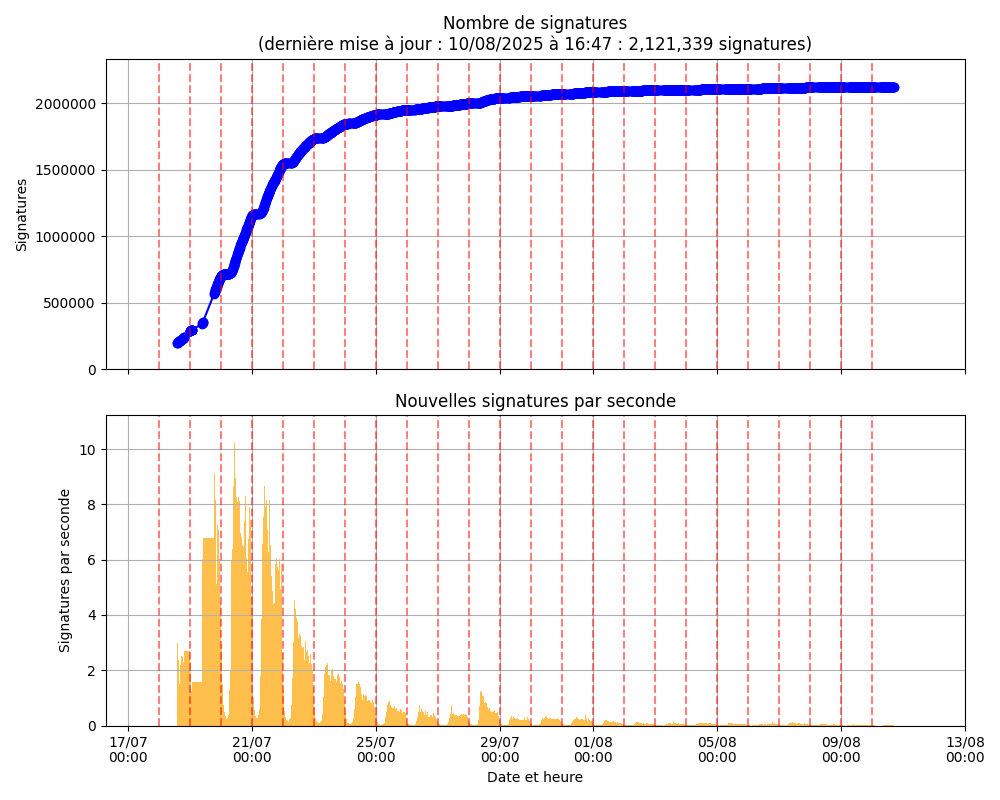 Nombre de signatures
(dernière mise à jour : 10/08/2025 à 16:47 : 2,121,339 signatures)
2000000
1500000
1000000
500000
0
Signatures
Nouvelles signatures par seconde
10
8
6
4
2
0
Signatures par seconde
17/07 21/07 25/07 29/07 01/08 05/08 09/08 13/08
00:00 00:00 00:00 00:00 00:00 00:00 00:00 00:00
Date et heure